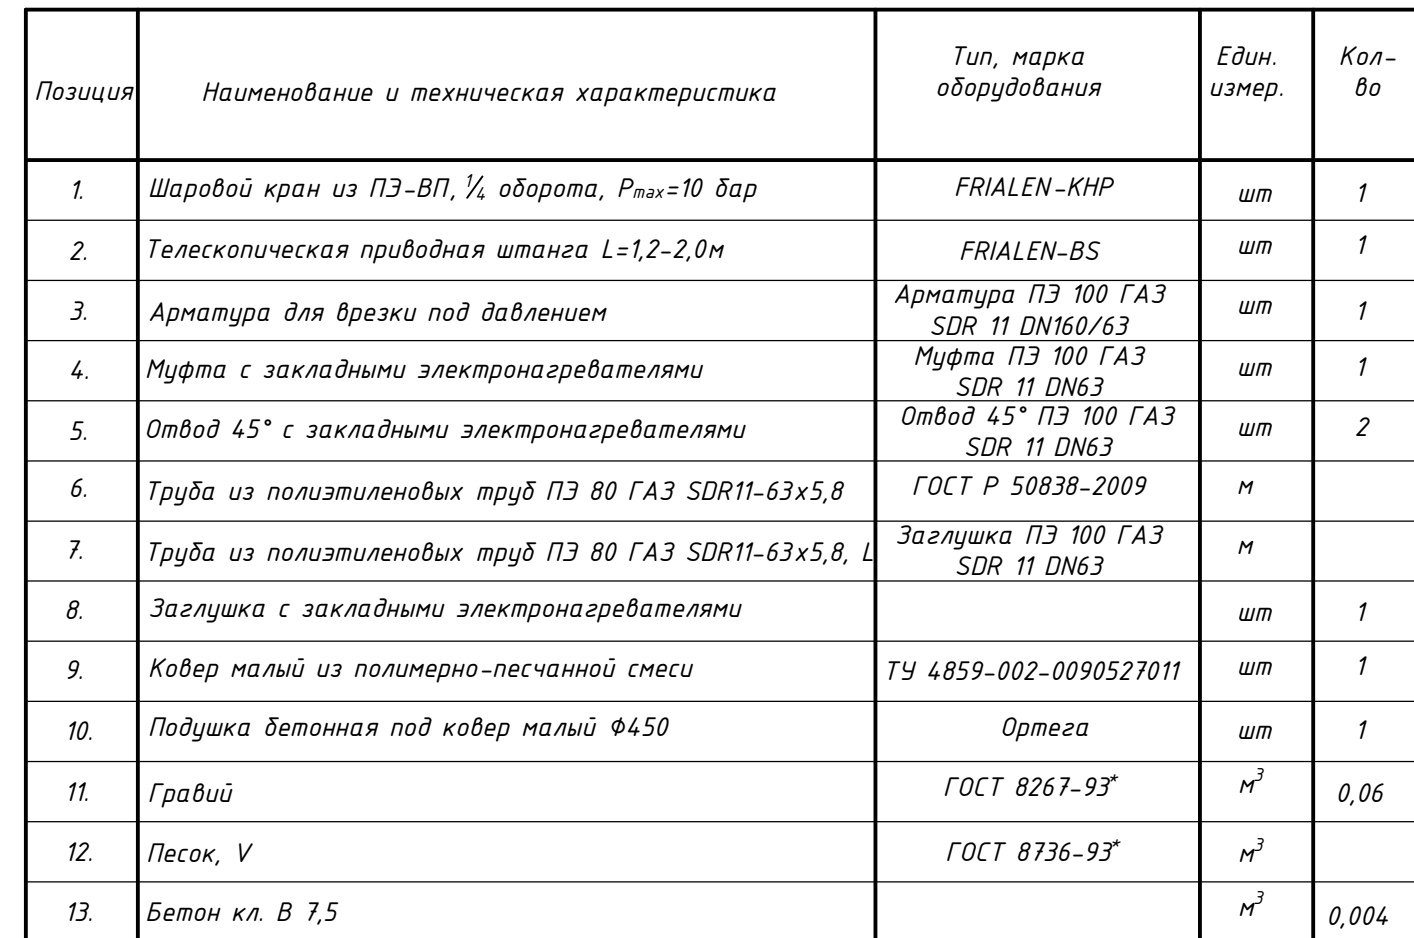 Позиция Наименование и техническая характеристика Тип, марка оборудования Един. измер. Кол-во
1. Шаровой кран из ПЭ-ВП, 1/4 оборота, Pmax=10 бар FRIALEN-KHP шт 1
2. Телескопическая приводная штанга L=1,2-2,0м FRIALEN-BS шт 1
3. Арматура для врезки под давлением Арматура ПЭ 100 ГАЗ SDR 11 DN160/63 шт 1
4. Муфта с закладными электронагревателями Муфта ПЭ 100 ГАЗ SDR 11 DN63 шт 1
5. Отвод 45° с закладными электронагревателями Отвод 45° ПЭ 100 ГАЗ SDR 11 DN63 шт 2
6. Труба из полиэтиленовых труб ПЭ 80 ГАЗ SDR11-63x5,8 ГОСТ Р 50838-2009 м
7. Труба из полиэтиленовых труб ПЭ 80 ГАЗ SDR11-63x5,8, L Заглушка ПЭ 100 ГАЗ SDR 11 DN63 м
8. Заглушка с закладными электронагревателями шт 1
9. Ковер малый из полимерно-песчанной смеси ТУ 4859-002-0090527011 шт 1
10. Подушка бетонная под ковер малый Ф450 Ортега шт 1
11. Гравий ГОСТ 8267-93* м³ 0,06
12. Песок, V ГОСТ 8736-93* м³
13. Бетон кл. В 7,5 м³ 0,004